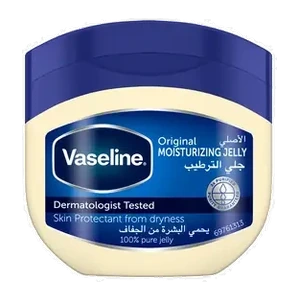 Vaseline.
Original الأصلي
MOISTURIZING JELLY
جلي الترطيب
Dermatologist Tested
Skin Protectant from dryness
يحمي البشرة من الجفاف
100% pure jelly
69761313